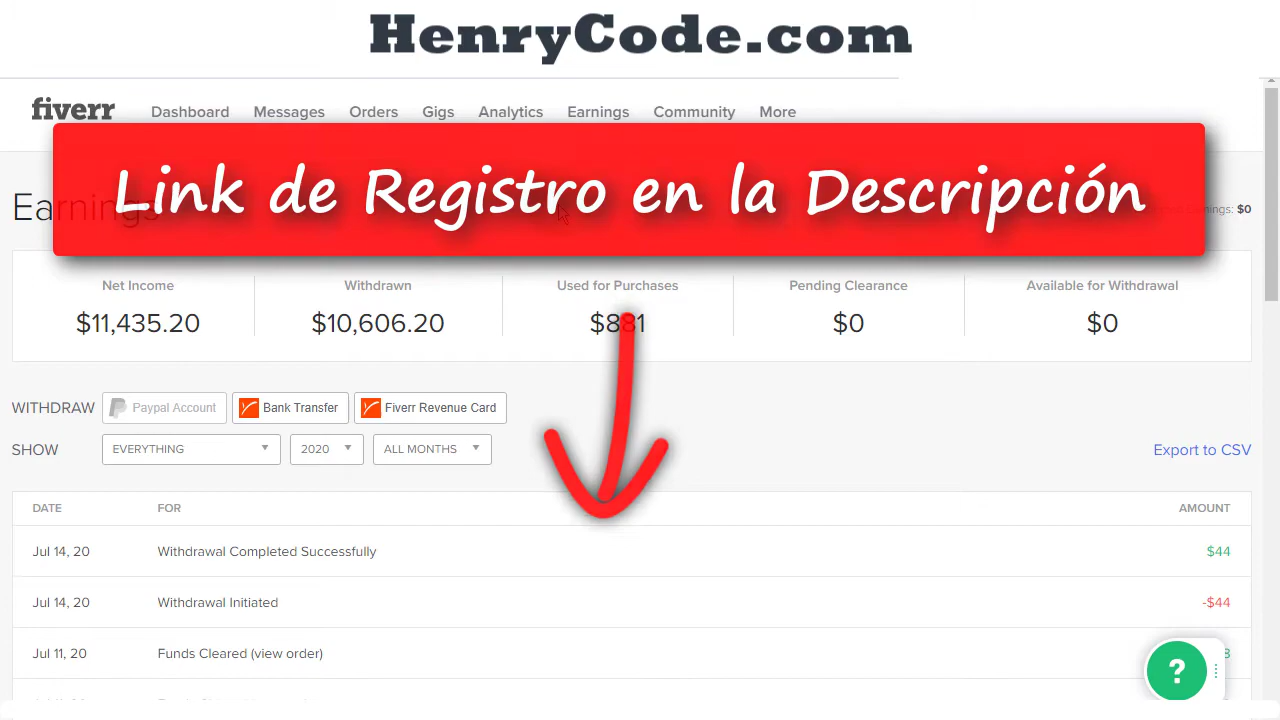 HenryCode.com
fiverr Dashboard Messages Orders Gigs Analytics Earnings Community More
Link de Registro en la Descripción
Earnings
$0
Net Income Withdrawn Used for Purchases Pending Clearance Available for Withdrawal
$11,435.20 $10,606.20 $881 $0 $0
WITHDRAW Paypal Account Bank Transfer Fiverr Revenue Card
SHOW EVERYTHING 2020 ALL MONTHS Export to CSV
DATE FOR AMOUNT
Jul 14, 20 Withdrawal Completed Successfully $44
Jul 14, 20 Withdrawal Initiated -$44
Jul 11, 20 Funds Cleared (view order)
?